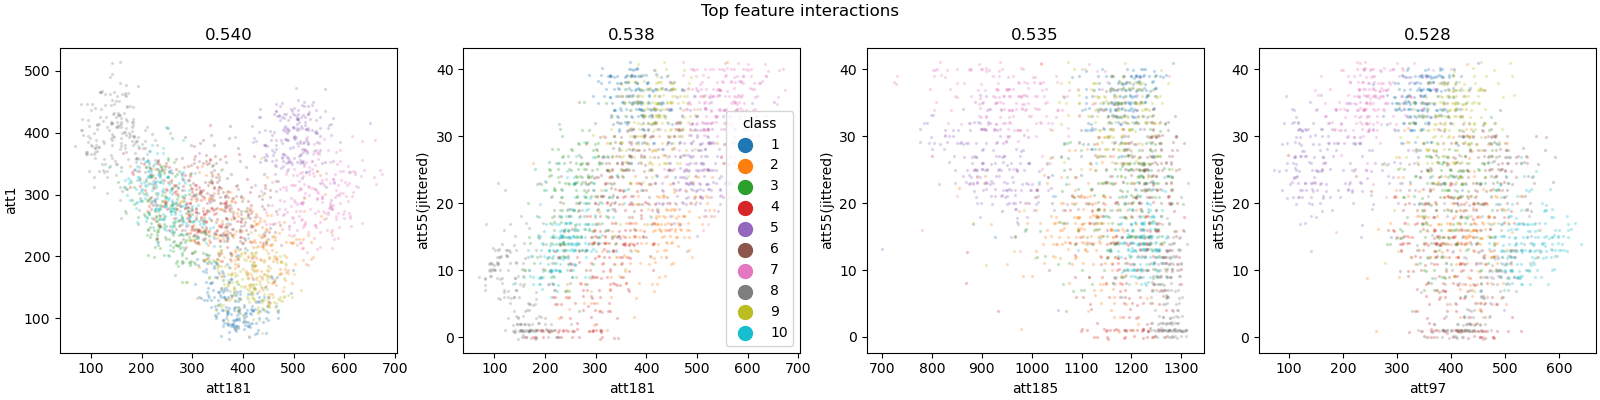 Top feature interactions
0.540
0.538
0.535
0.528
500
400
300
200
100
att1
100 200 300 400 500 600 700
att181
40
30
20
10
0
att55(jittered)
100 200 300 400 500 600 700
att181
class
1
2
3
4
5
6
7
8
9
10
40
30
20
10
0
att55(jittered)
700 800 900 1000 1100 1200 1300
att185
40
30
20
10
0
att55(jittered)
100 200 300 400 500 600
att97